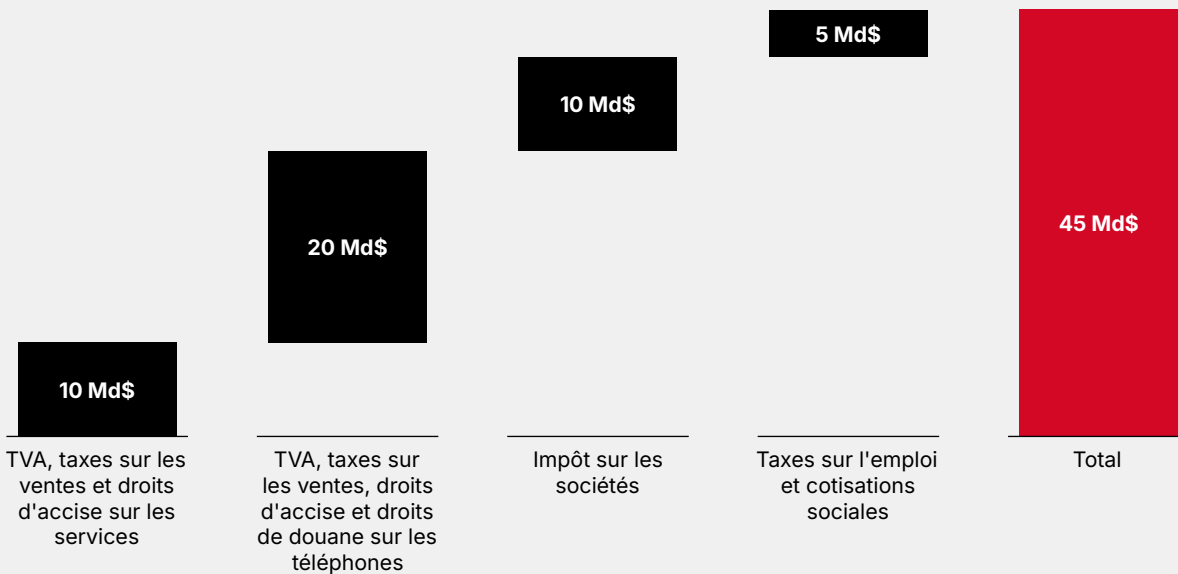 5 Md$
10 Md$
20 Md$
45 Md$
10 Md$
TVA, taxes sur les
ventes et droits
d'accise sur les
services
TVA, taxes sur
les ventes, droits
d'accise et droits
de douane sur les
téléphones
Impôt sur les
sociétés
Taxes sur l'emploi
et cotisations
sociales
Total